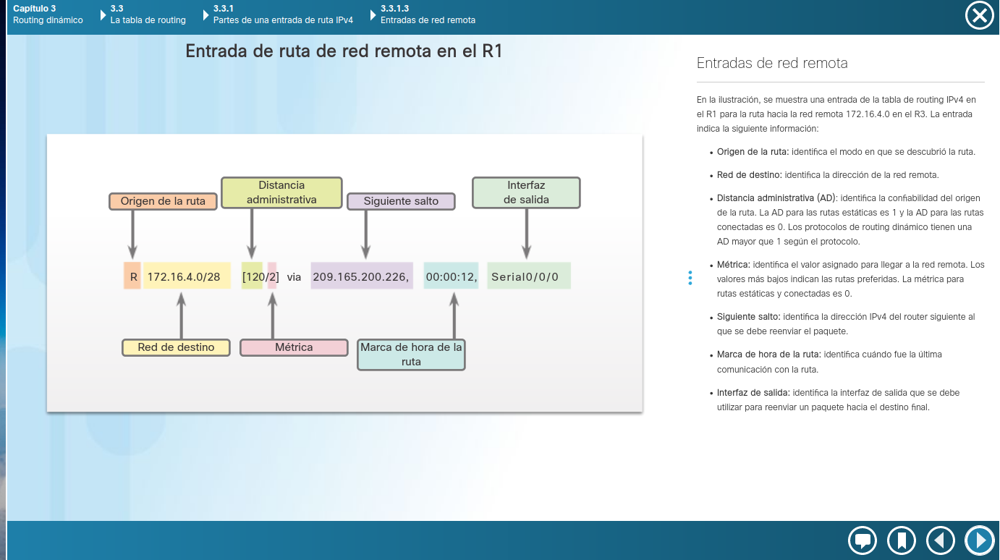 Capítulo 3
Routing dinámico
3.3
La tabla de routing
3.3.1
Partes de una entrada de ruta IPv4
3.3.1.3
Entradas de red remota
Entrada de ruta de red remota en el R1
Origen de la ruta
Distancia
administrativa
Siguiente salto
Interfaz
de salida
R 172.16.4.0/28 [120/2] via 209.165.200.226, 00:00:12, Serial0/0/0
Red de destino
Métrica
Marca de hora de la
ruta
Entradas de red remota
En la ilustración, se muestra una entrada de la tabla de routing IPv4 en
el R1 para la ruta hacia la red remota 172.16.4.0 en el R3. La entrada
indica la siguiente información:
• Origen de la ruta: identifica el modo en que se descubrió la ruta.
• Red de destino: identifica la dirección de la red remota.
• Distancia administrativa (AD): identifica la confiabilidad del origen
de la ruta. La AD para las rutas estáticas es 1 y la AD para las rutas
conectadas es 0. Los protocolos de routing dinámico tienen una
AD mayor que 1 según el protocolo.
• Métrica: identifica el valor asignado para llegar a la red remota. Los
valores más bajos indican las rutas preferidas. La métrica para
rutas estáticas y conectadas es 0.
• Siguiente salto: identifica la dirección IPv4 del router siguiente al
que se debe reenviar el paquete.
• Marca de hora de la ruta: identifica cuándo fue la última
comunicación con la ruta.
• Interfaz de salida: identifica la interfaz de salida que se debe
utilizar para reenviar un paquete hacia el destino final.